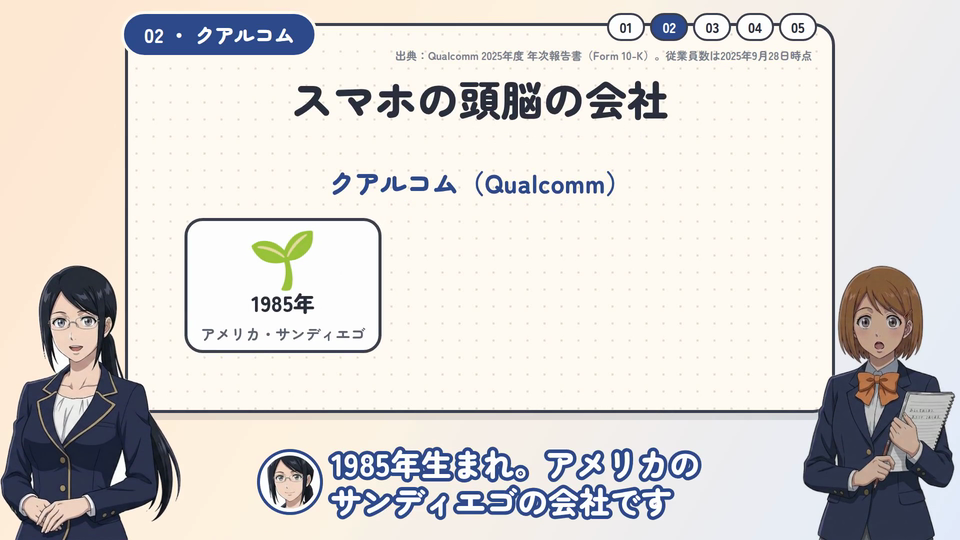 02・クアルコム
01 02 03 04 05
出典：Qualcomm 2025年度 年次報告書（Form 10-K）。従業員数は2025年9月28日時点
スマホの頭脳の会社
クアルコム（Qualcomm）
1985年
アメリカ・サンディエゴ
1985年生まれ。アメリカの
サンディエゴの会社です